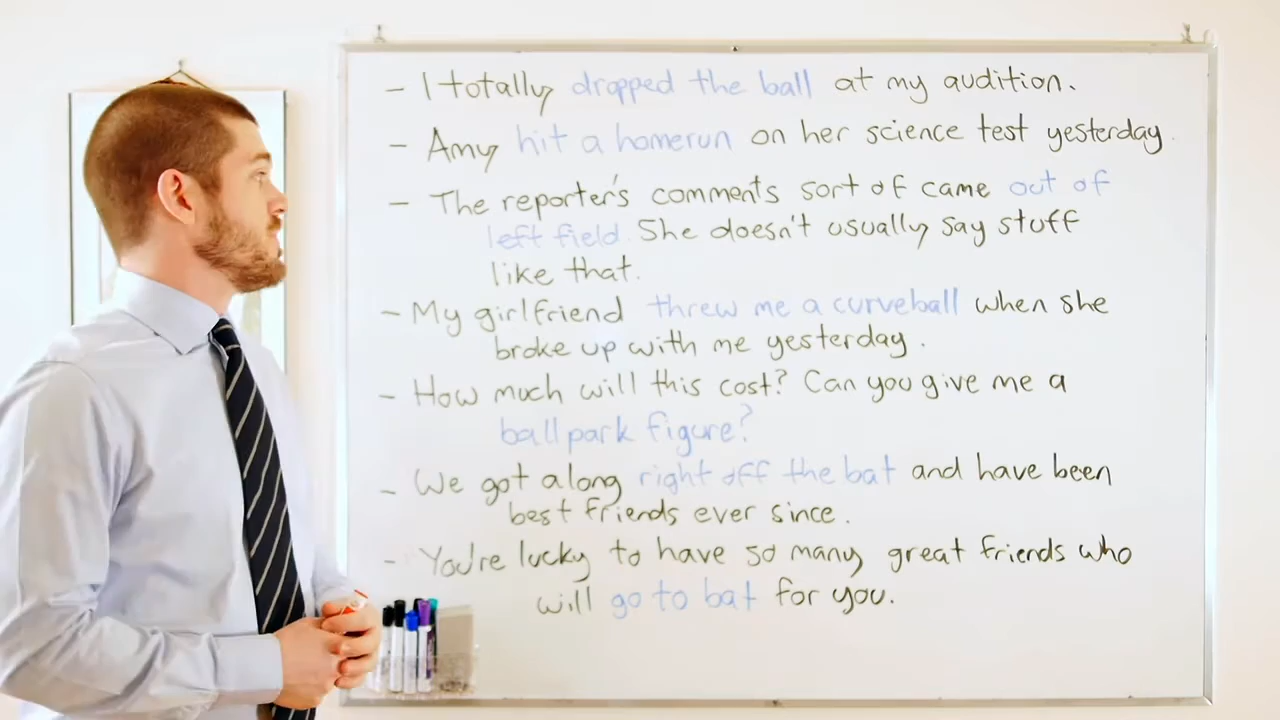 - I totally dropped the ball at my audition.
- Amy hit a homerun on her science test yesterday.
- The reporter's comments sort of came out of
left field. She doesn't usually say stuff
like that.
- My girlfriend threw me a curveball when she
broke up with me yesterday.
- How much will this cost? Can you give me a
ball park figure?
- We got along right off the bat and have been
best friends ever since.
- You're lucky to have so many great friends who
will go to bat for you.